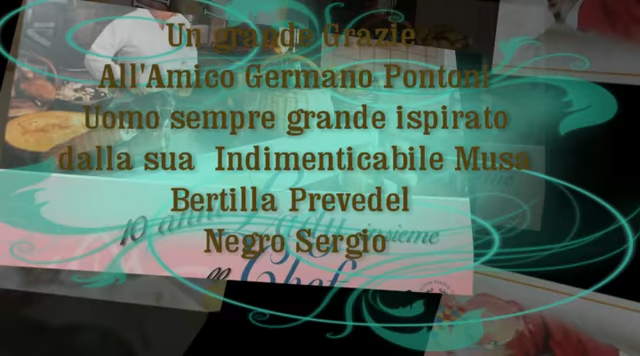 Un grande Grazie
All'Amico Germano Pontoni
Uomo sempre grande ispirato
dalla sua Indimenticabile Musa
Bertilla Prevedel
Negro Sergio
10 anni insieme
Chef